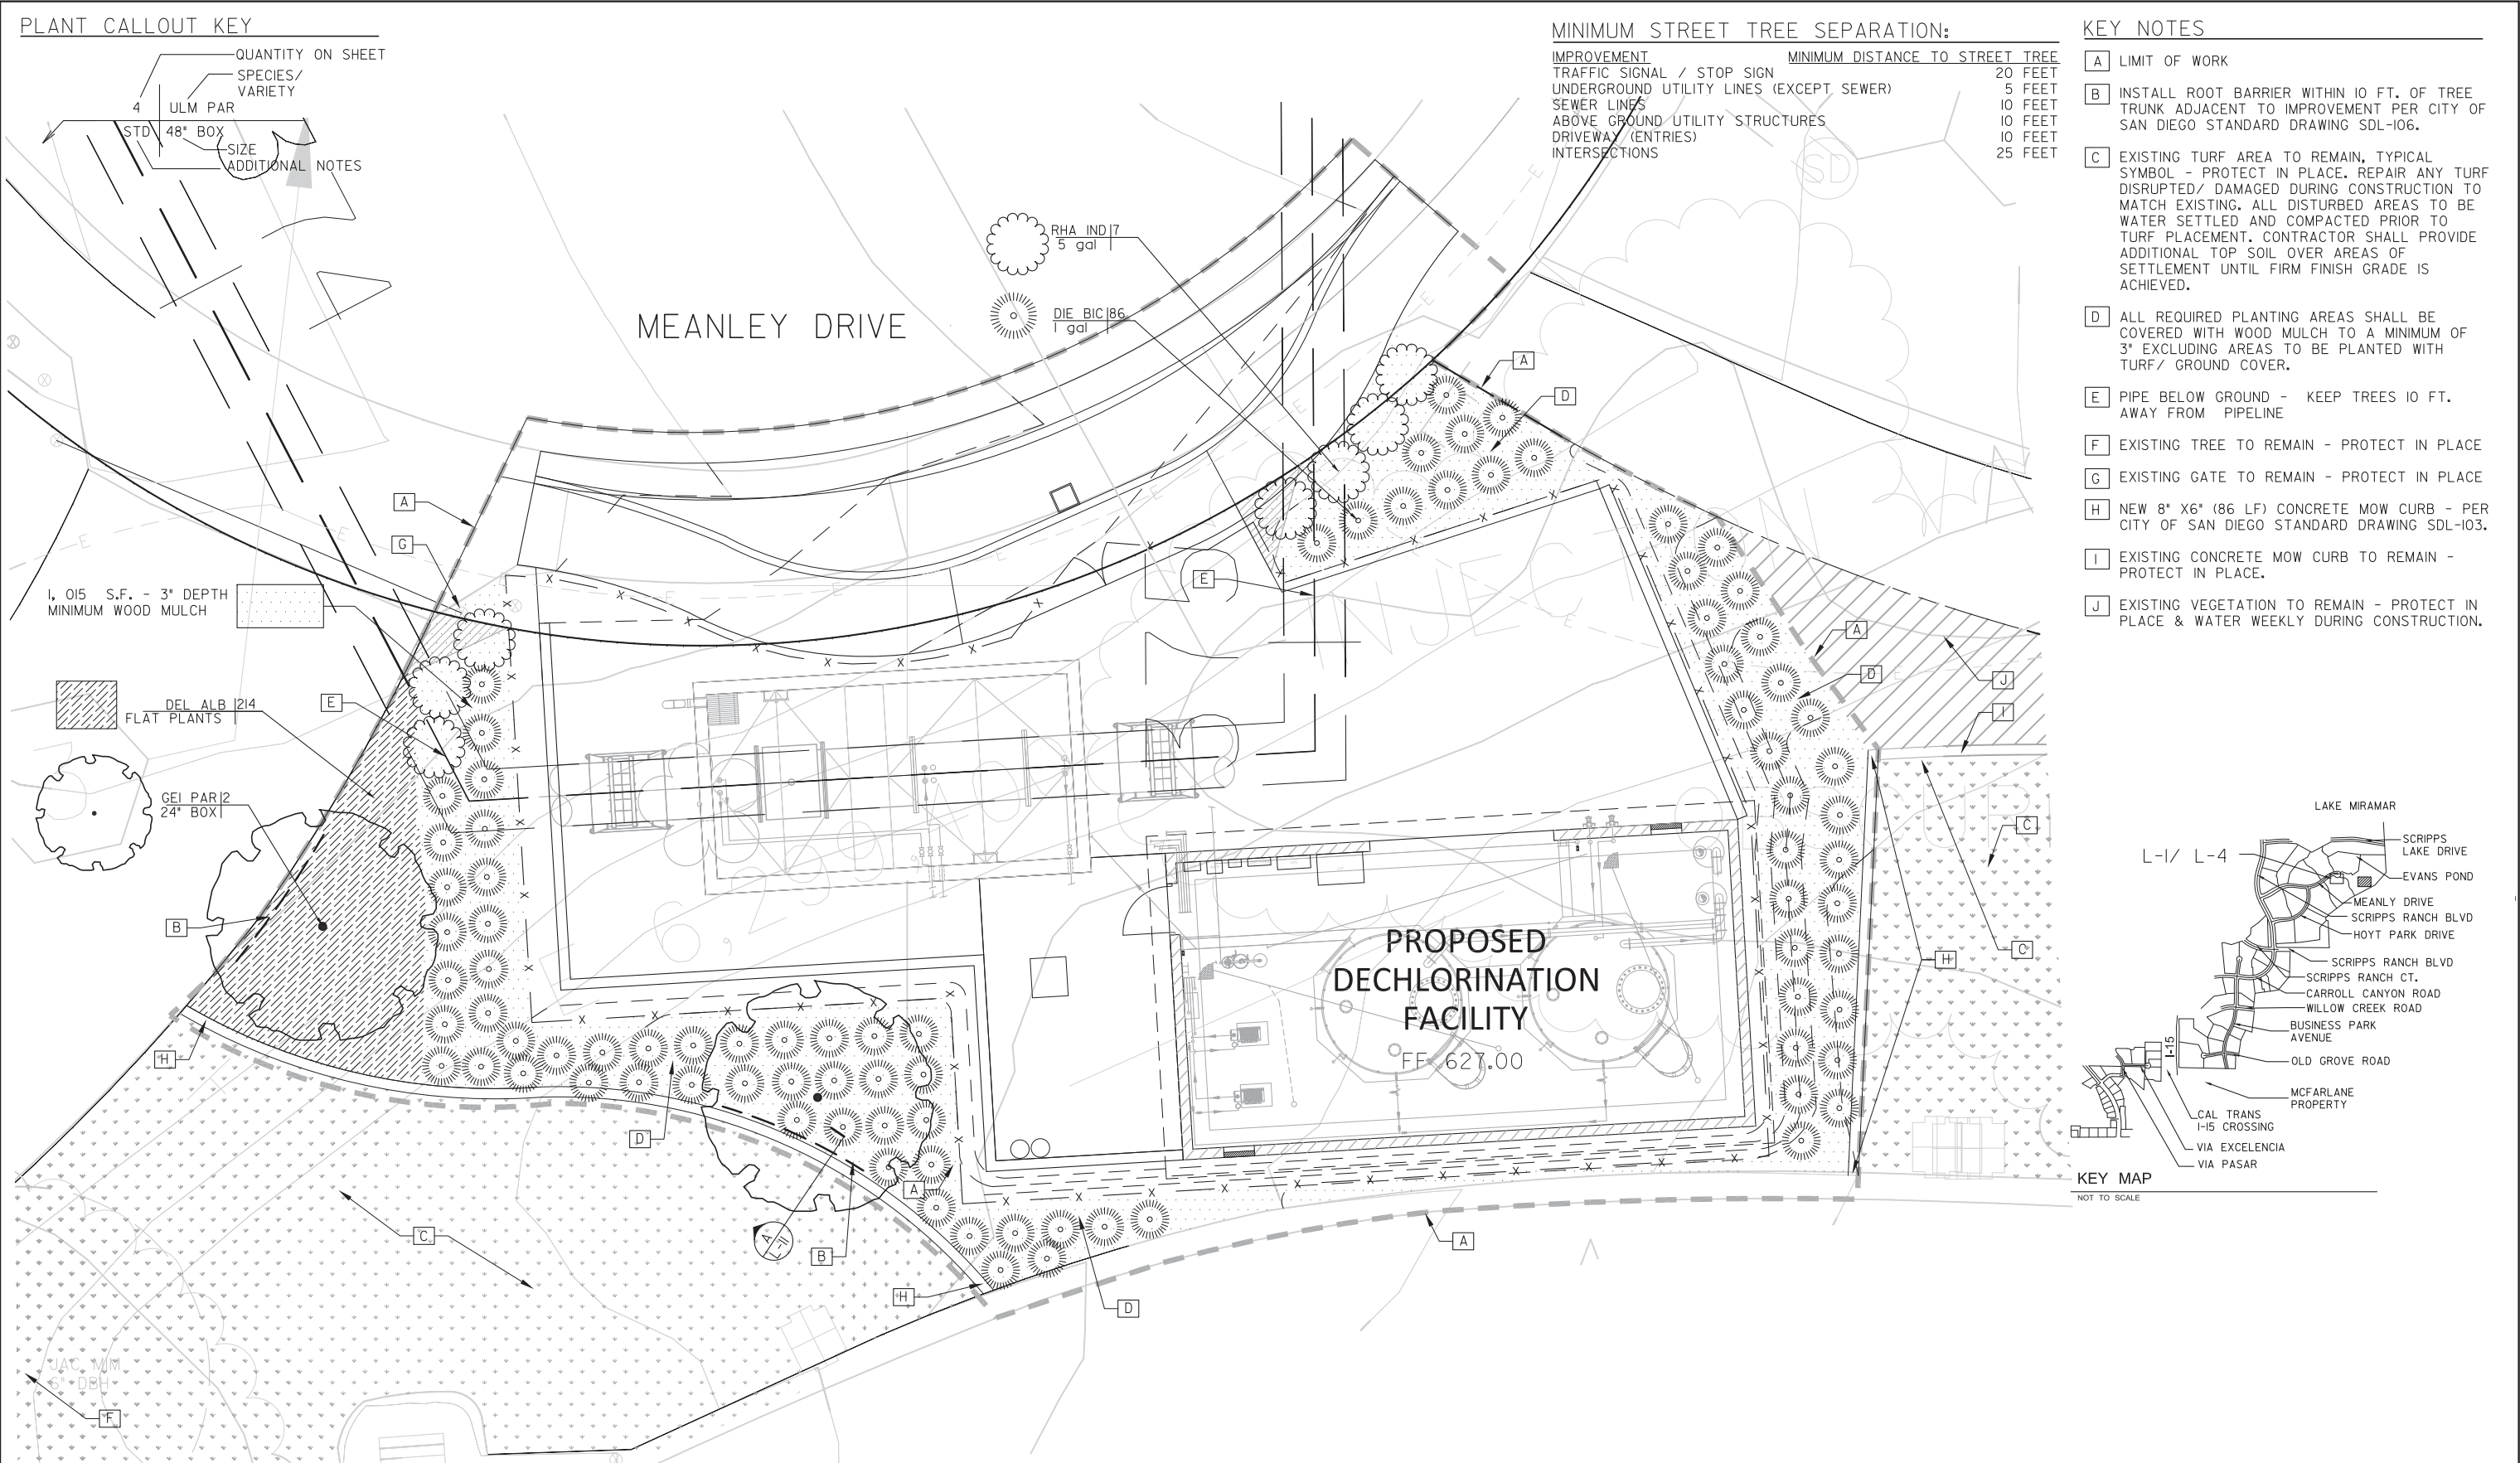 PLANT CALLOUT KEY
QUANTITY ON SHEET
SPECIES/
VARIETY
4 ULM PAR
STD 48" BOX
SIZE
ADDITIONAL NOTES
MINIMUM STREET TREE SEPARATION:
IMPROVEMENT MINIMUM DISTANCE TO STREET TREE
TRAFFIC SIGNAL / STOP SIGN 20 FEET
UNDERGROUND UTILITY LINES (EXCEPT SEWER) 5 FEET
SEWER LINES 10 FEET
ABOVE GROUND UTILITY STRUCTURES 10 FEET
DRIVEWAY (ENTRIES) 10 FEET
INTERSECTIONS 25 FEET
KEY NOTES
A LIMIT OF WORK
B INSTALL ROOT BARRIER WITHIN 10 FT. OF TREE
TRUNK ADJACENT TO IMPROVEMENT PER CITY OF
SAN DIEGO STANDARD DRAWING SDL-106.
C EXISTING TURF AREA TO REMAIN, TYPICAL
SYMBOL - PROTECT IN PLACE. REPAIR ANY TURF
DISRUPTED/ DAMAGED DURING CONSTRUCTION TO
MATCH EXISTING. ALL DISTURBED AREAS TO BE
WATER SETTLED AND COMPACTED PRIOR TO
TURF PLACEMENT. CONTRACTOR SHALL PROVIDE
ADDITIONAL TOP SOIL OVER AREAS OF
SETTLEMENT UNTIL FIRM FINISH GRADE IS
ACHIEVED.
D ALL REQUIRED PLANTING AREAS SHALL BE
COVERED WITH WOOD MULCH TO A MINIMUM OF
3" EXCLUDING AREAS TO BE PLANTED WITH
TURF/ GROUND COVER.
E PIPE BELOW GROUND - KEEP TREES 10 FT.
AWAY FROM PIPELINE
F EXISTING TREE TO REMAIN - PROTECT IN PLACE
G EXISTING GATE TO REMAIN - PROTECT IN PLACE
H NEW 8" X6" (86 LF) CONCRETE MOW CURB - PER
CITY OF SAN DIEGO STANDARD DRAWING SDL-103.
I EXISTING CONCRETE MOW CURB TO REMAIN -
PROTECT IN PLACE.
J EXISTING VEGETATION TO REMAIN - PROTECT IN
PLACE & WATER WEEKLY DURING CONSTRUCTION.
SD
RHA IND 7
5 gal
DIE BIC 86
1 gal
MEANLEY DRIVE
A
D
A
G
E
1, 015 S.F. - 3" DEPTH
MINIMUM WOOD MULCH
A
D
J
I
DEL ALB 214
FLAT PLANTS
E
GEI PAR 2
24" BOX
C
B
H
C
PROPOSED
DECHLORINATION
FACILITY
FF 627.00
H
D
A
A
L-11
B
C
A
H
D
JAC MIM
6" DBH
F
LAKE MIRAMAR
SCRIPPS
LAKE DRIVE
L-1/ L-4
EVANS POND
MEANLY DRIVE
SCRIPPS RANCH BLVD
HOYT PARK DRIVE
SCRIPPS RANCH BLVD
SCRIPPS RANCH CT.
CARROLL CANYON ROAD
WILLOW CREEK ROAD
BUSINESS PARK
AVENUE
I-15
OLD GROVE ROAD
MCFARLANE
PROPERTY
CAL TRANS
I-15 CROSSING
VIA EXCELENCIA
VIA PASAR
KEY MAP
NOT TO SCALE